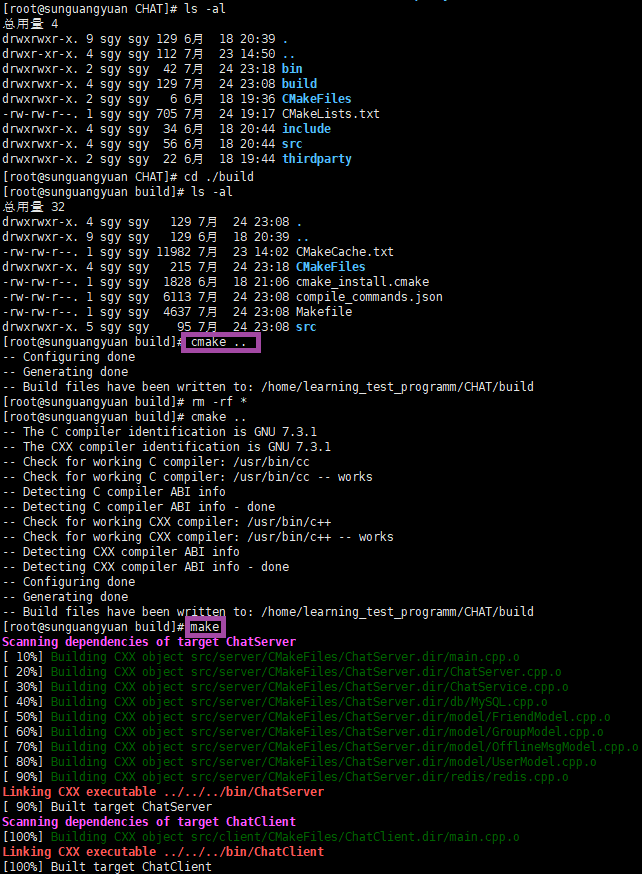 [root@sunguangyuan CHAT]# ls -al
总用量 4
drwxrwxr-x. 9 sgy sgy 129 6月  18 20:39 .
drwxr-xr-x. 4 sgy sgy 112 7月  23 14:50 ..
drwxrwxr-x. 2 sgy sgy  42 7月  24 23:18 bin
drwxrwxr-x. 4 sgy sgy 129 7月  24 23:08 build
drwxrwxr-x. 2 sgy sgy   6 6月  18 19:36 CMakeFiles
-rw-rw-r--. 1 sgy sgy 705 7月  24 19:17 CMakeLists.txt
drwxrwxr-x. 4 sgy sgy  34 6月  18 20:44 include
drwxrwxr-x. 4 sgy sgy  56 6月  18 20:44 src
drwxrwxr-x. 2 sgy sgy  22 6月  18 19:44 thirdparty
[root@sunguangyuan CHAT]# cd ./build
[root@sunguangyuan build]# ls -al
总用量 32
drwxrwxr-x. 4 sgy sgy   129 7月  24 23:08 .
drwxrwxr-x. 9 sgy sgy   129 6月  18 20:39 ..
-rw-rw-r--. 1 sgy sgy 11982 7月  23 14:02 CMakeCache.txt
drwxrwxr-x. 4 sgy sgy   215 7月  24 23:18 CMakeFiles
-rw-rw-r--. 1 sgy sgy  1828 6月  18 21:06 cmake_install.cmake
-rw-rw-r--. 1 sgy sgy  6113 7月  24 23:08 compile_commands.json
-rw-rw-r--. 1 sgy sgy  4637 7月  24 23:08 Makefile
drwxrwxr-x. 5 sgy sgy    95 7月  24 23:08 src
[root@sunguangyuan build]# cmake ..
-- Configuring done
-- Generating done
-- Build files have been written to: /home/learning_test_programm/CHAT/build
[root@sunguangyuan build]# rm -rf *
[root@sunguangyuan build]# cmake ..
-- The C compiler identification is GNU 7.3.1
-- The CXX compiler identification is GNU 7.3.1
-- Check for working C compiler: /usr/bin/cc
-- Check for working C compiler: /usr/bin/cc -- works
-- Detecting C compiler ABI info
-- Detecting C compiler ABI info - done
-- Check for working CXX compiler: /usr/bin/c++
-- Check for working CXX compiler: /usr/bin/c++ -- works
-- Detecting CXX compiler ABI info
-- Detecting CXX compiler ABI info - done
-- Configuring done
-- Generating done
-- Build files have been written to: /home/learning_test_programm/CHAT/build
[root@sunguangyuan build]# make
Scanning dependencies of target ChatServer
[ 10%] Building CXX object src/server/CMakeFiles/ChatServer.dir/main.cpp.o
[ 20%] Building CXX object src/server/CMakeFiles/ChatServer.dir/ChatServer.cpp.o
[ 30%] Building CXX object src/server/CMakeFiles/ChatServer.dir/ChatService.cpp.o
[ 40%] Building CXX object src/server/CMakeFiles/ChatServer.dir/db/MySQL.cpp.o
[ 50%] Building CXX object src/server/CMakeFiles/ChatServer.dir/model/FriendModel.cpp.o
[ 60%] Building CXX object src/server/CMakeFiles/ChatServer.dir/model/GroupModel.cpp.o
[ 70%] Building CXX object src/server/CMakeFiles/ChatServer.dir/model/OfflineMsgModel.cpp.o
[ 80%] Building CXX object src/server/CMakeFiles/ChatServer.dir/model/UserModel.cpp.o
[ 90%] Building CXX object src/server/CMakeFiles/ChatServer.dir/redis/redis.cpp.o
Linking CXX executable ../../../bin/ChatServer
[ 90%] Built target ChatServer
Scanning dependencies of target ChatClient
[100%] Building CXX object src/client/CMakeFiles/ChatClient.dir/main.cpp.o
Linking CXX executable ../../../bin/ChatClient
[100%] Built target ChatClient